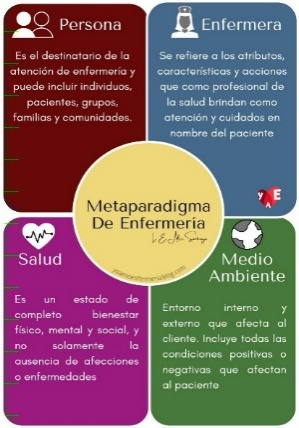 Persona
Es el destinatario de la
atención de enfermería y
puede incluir individuos,
pacientes, grupos,
familias y comunidades.
Enfermera
Se refiere a los atributos,
características y acciones
que como profesional de
la salud brindan como
atención y cuidados en
nombre del paciente
Metaparadigma
De Enfermería
Salud
Es un estado de
completo bienestar
físico, mental y social, y
no solamente la
ausencia de afecciones
o enfermedades
Medio
Ambiente
Entorno interno y
externo que afecta al
cliente. Incluye todas las
condiciones positivas o
negativas que afectan
al paciente